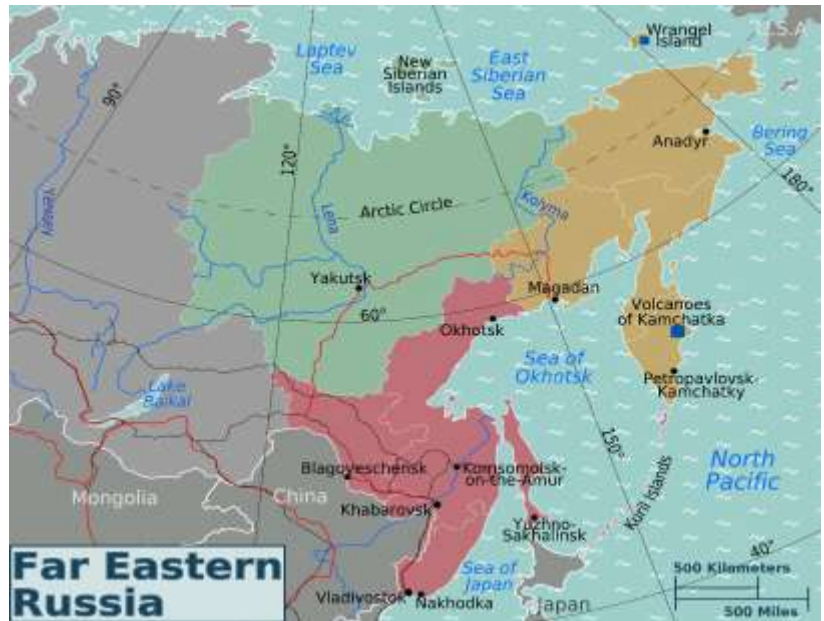 Wrangel
Island
U.S.A
Laptev
Sea
New
Siberian
Islands
East
Siberian
Sea
90°
Anadyr
Bering
Sea
120°
180°
Arctic Circle
Kolyma
Lena
Yenisey
Yakutsk
Magadan
60°
Okhotsk
Volcanoes
of Kamchatka
Sea of
Okhotsk
Petropavlovsk-
Kamchatky
Lake
Baikal
150°
Blagoveschensk
Komsomolsk-
on-the-Amur
North
Pacific
Mongolia
China
Khabarovsk
Kuril Islands
Yuzhno-
Sakhalinsk
40°
Far Eastern
Russia
Sea of
Japan
500 Kilometers
500 Miles
Vladivostok
Nakhodka
Japan